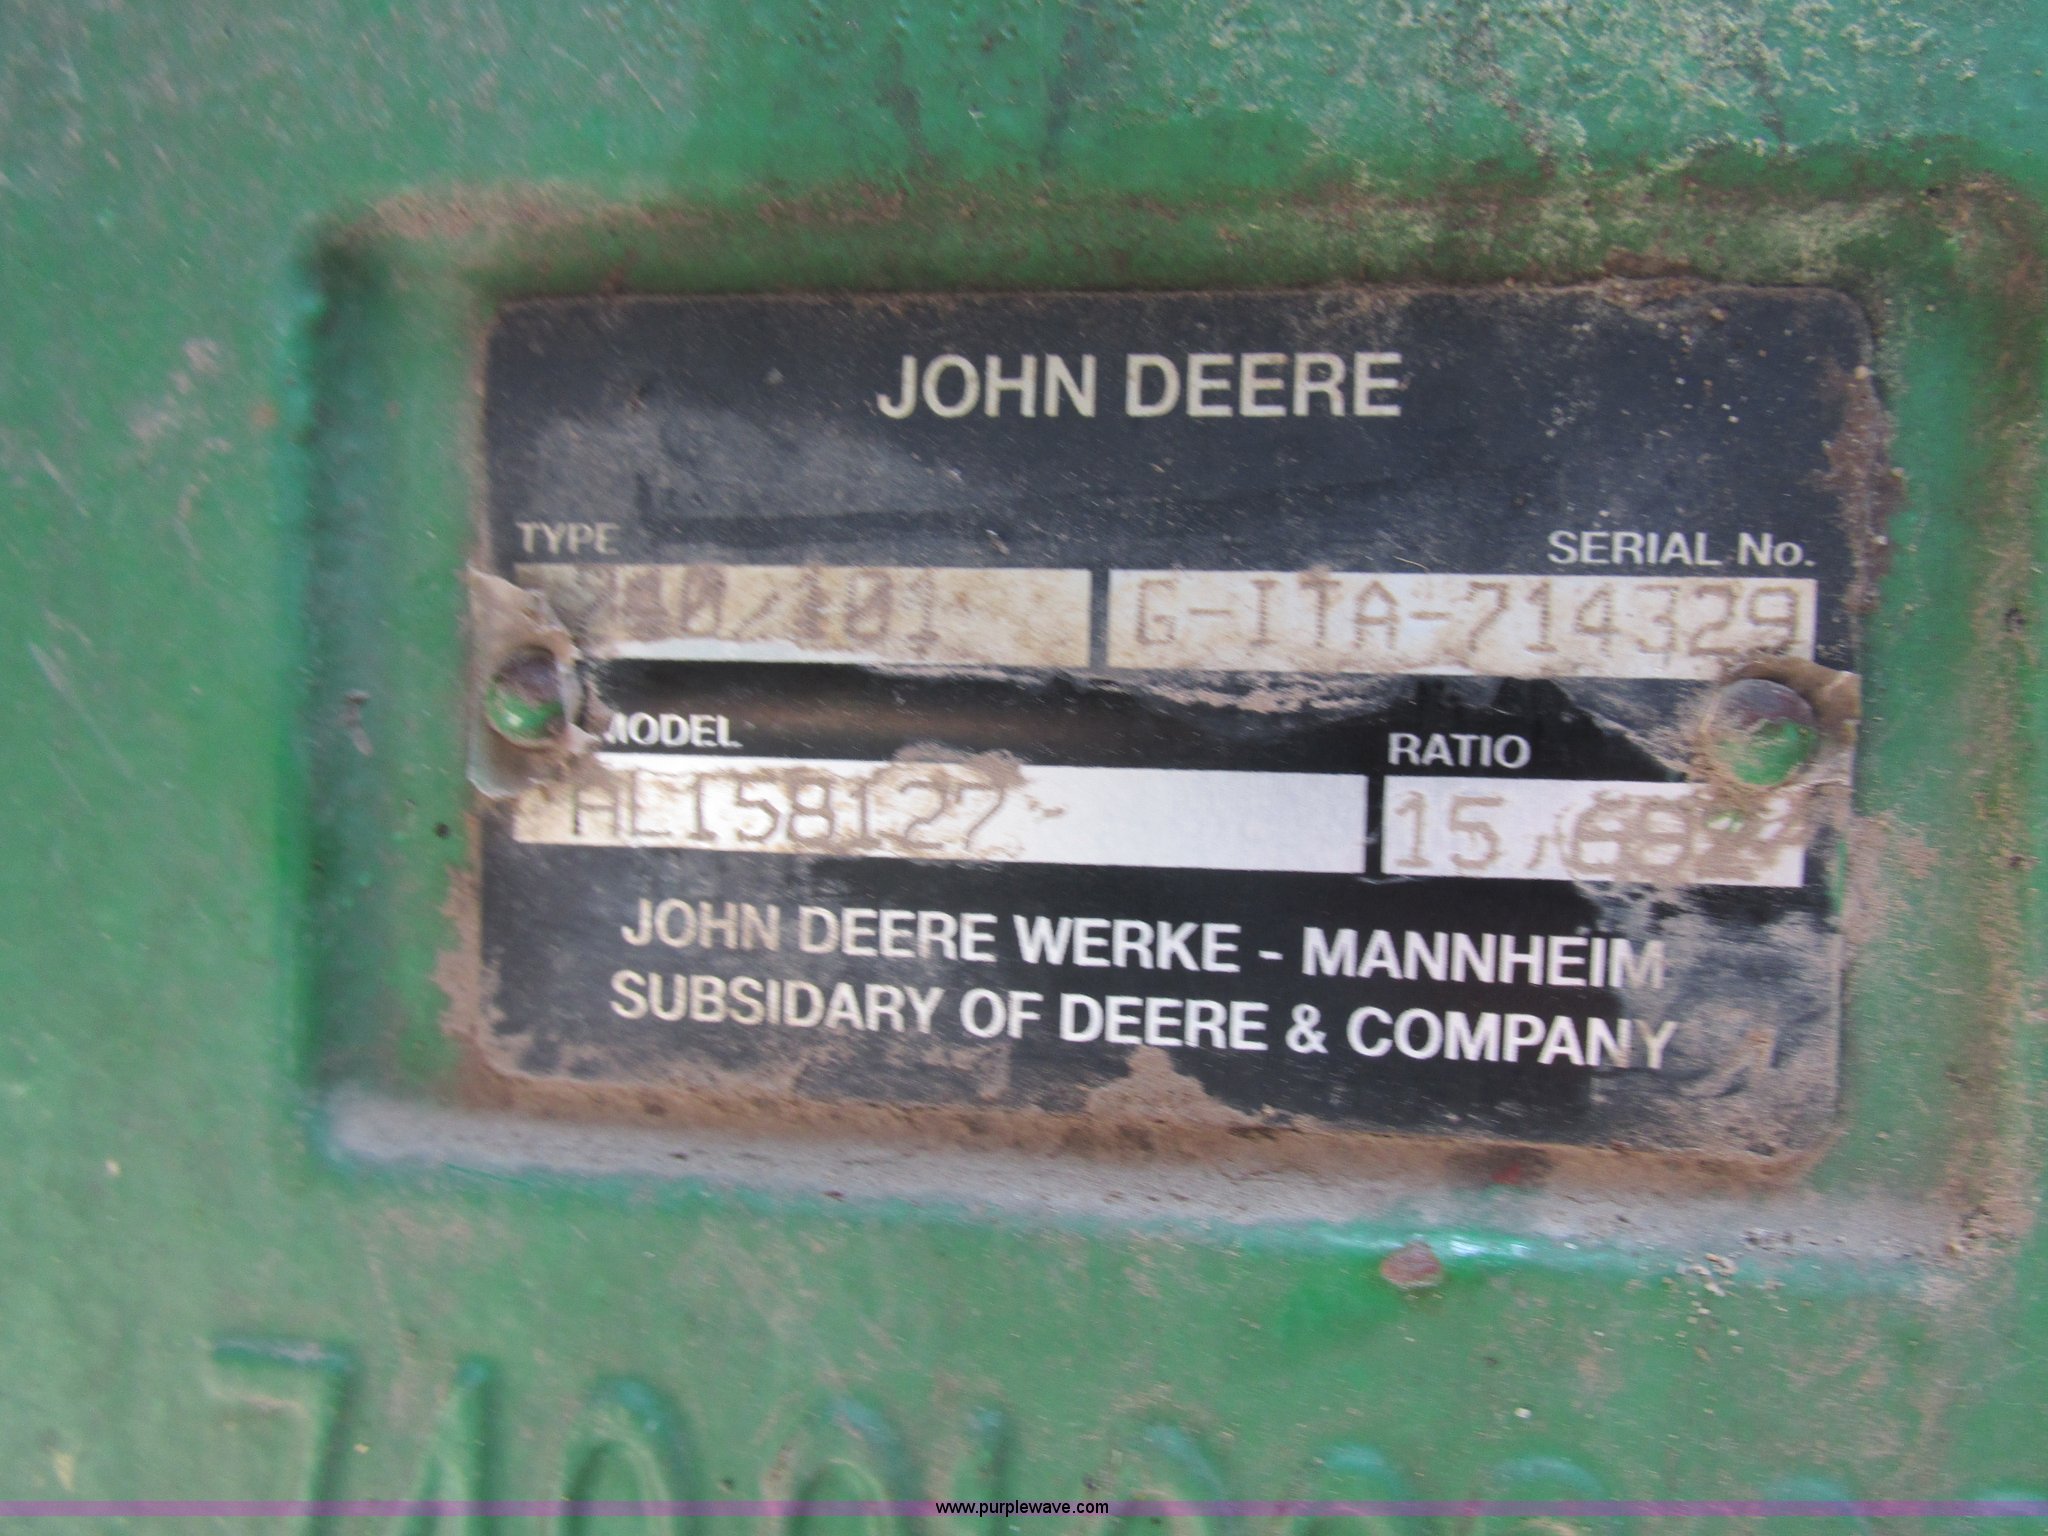 JOHN DEERE
TYPE SERIAL No.
G-ITA-714329
MODEL RATIO
AL158127
JOHN DEERE WERKE - MANNHEIM
SUBSIDARY OF DEERE & COMPANY
www.purplewave.com